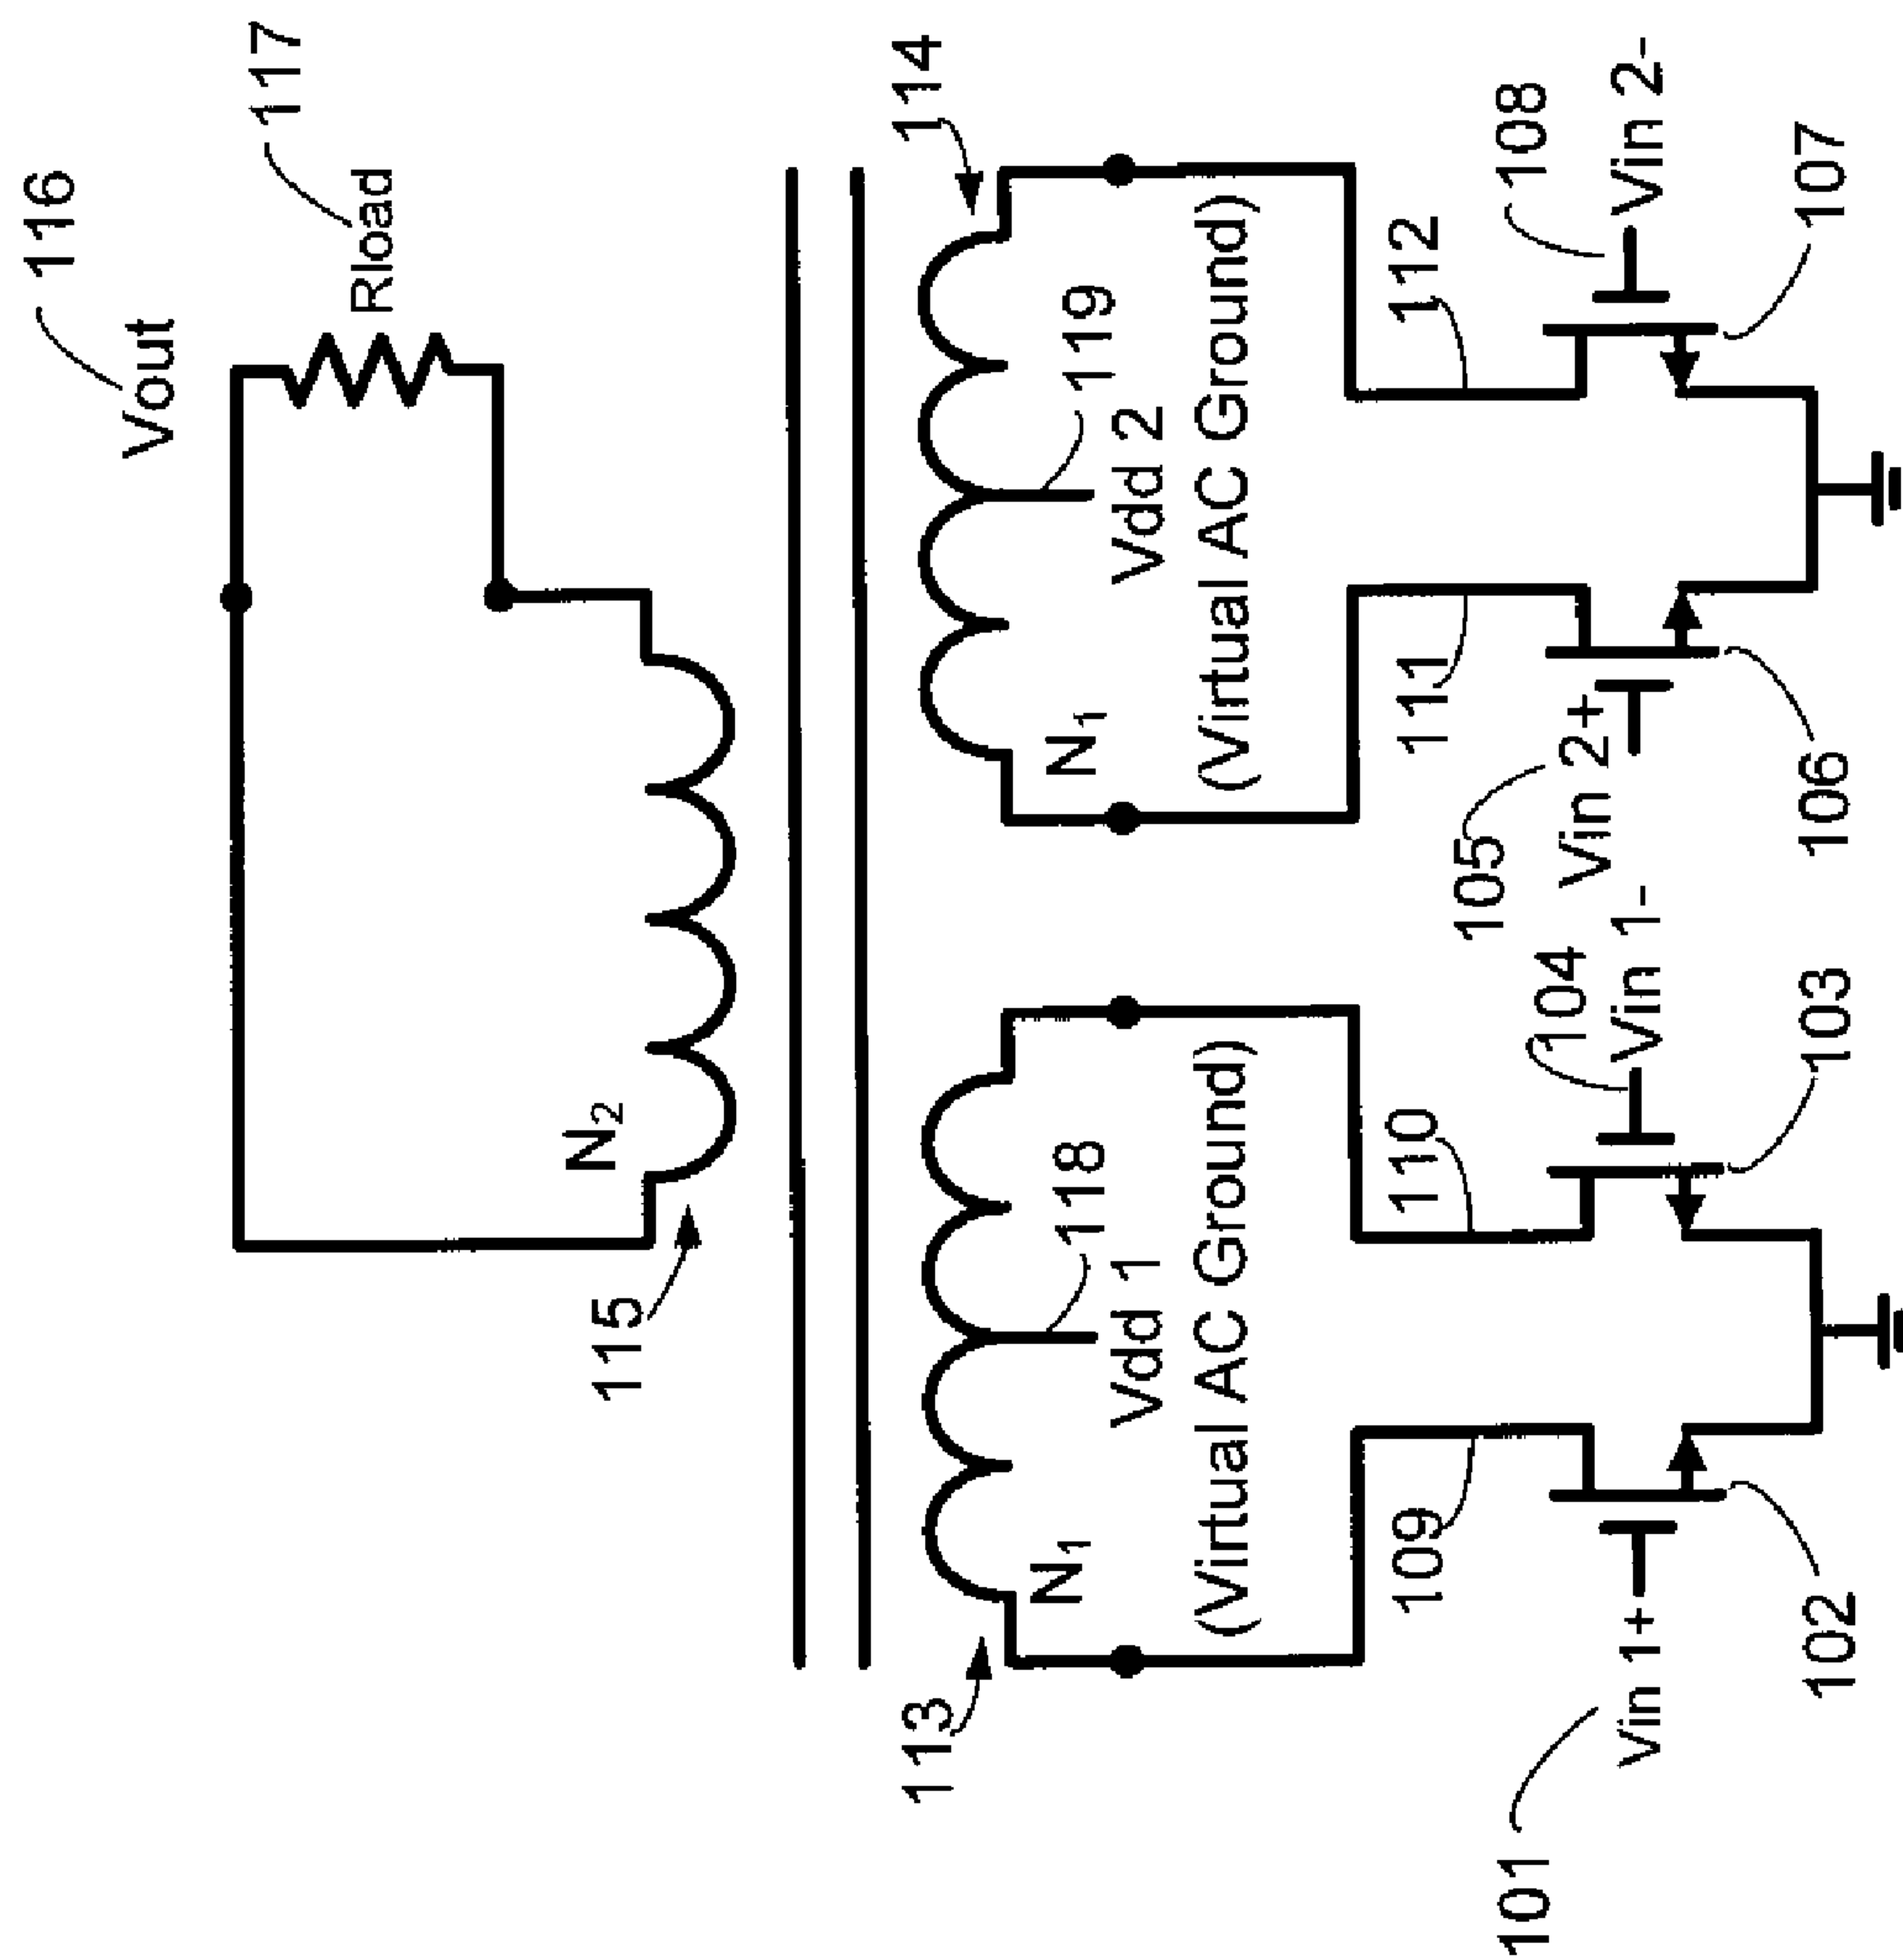 116
Vout
117
Rload
N2
115
113
N1
118
Vdd 1
(Virtual AC Ground)
114
N1
119
Vdd 2
(Virtual AC Ground)
109
110
111
112
101
Vin 1+
102
104
Vin 1-
103
105
Vin 2+
106
108
Vin 2-
107